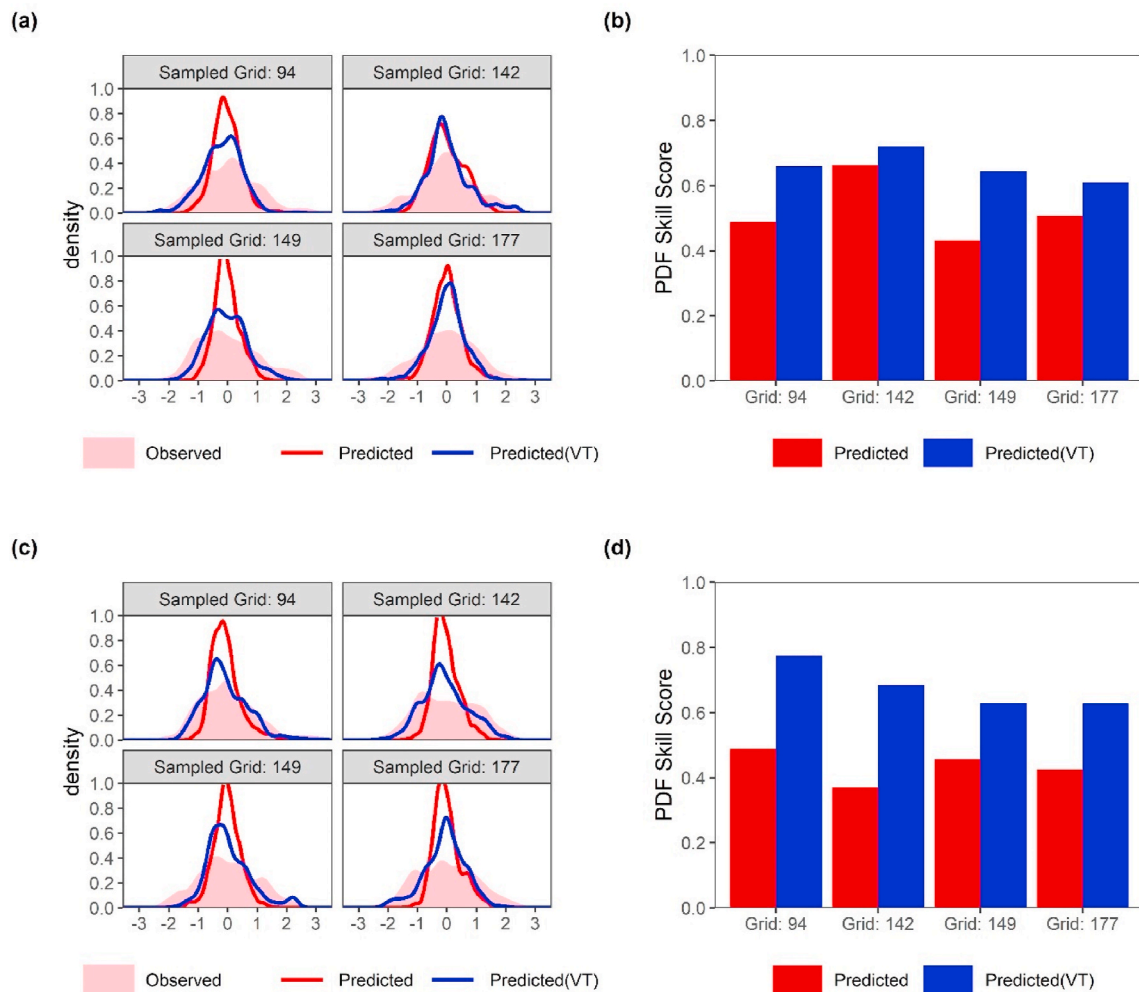 (a)
Sampled Grid: 94
Sampled Grid: 142
1.0
0.8
0.6
0.4
0.2
0.0
Sampled Grid: 149
Sampled Grid: 177
1.0
0.8
0.6
0.4
0.2
0.0
density
-3 -2 -1 0 1 2 3
-3 -2 -1 0 1 2 3
Observed Predicted Predicted(VT)
(b)
1.0
0.8
0.6
0.4
0.2
0.0
PDF Skill Score
Grid: 94 Grid: 142 Grid: 149 Grid: 177
Predicted Predicted(VT)
(c)
Sampled Grid: 94
Sampled Grid: 142
1.0
0.8
0.6
0.4
0.2
0.0
Sampled Grid: 149
Sampled Grid: 177
1.0
0.8
0.6
0.4
0.2
0.0
density
-3 -2 -1 0 1 2 3
-3 -2 -1 0 1 2 3
Observed Predicted Predicted(VT)
(d)
1.0
0.8
0.6
0.4
0.2
0.0
PDF Skill Score
Grid: 94 Grid: 142 Grid: 149 Grid: 177
Predicted Predicted(VT)